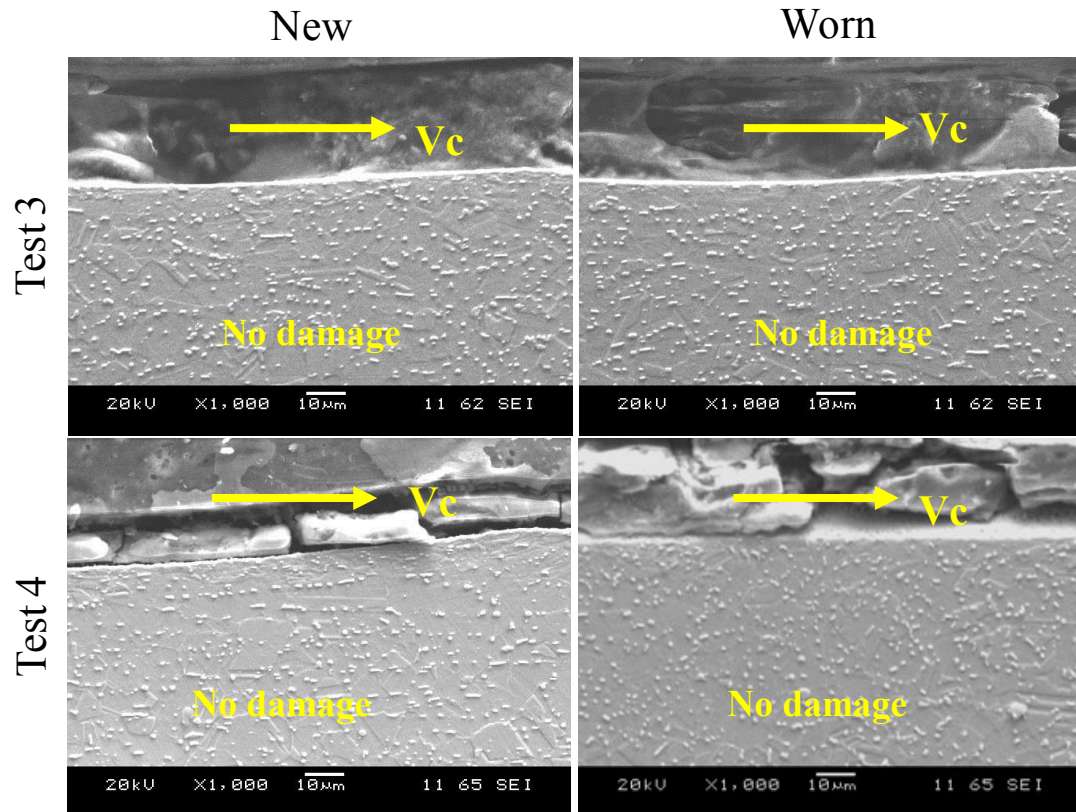 New
Worn
Test 3
Vc
No damage
20kV X1,000 10μm 11 62 SEI
Vc
No damage
20kV X1,000 10μm 11 62 SEI
Test 4
Vc
No damage
20kV X1,000 10μm 11 65 SEI
Vc
No damage
20kV X1,000 10μm 11 65 SEI